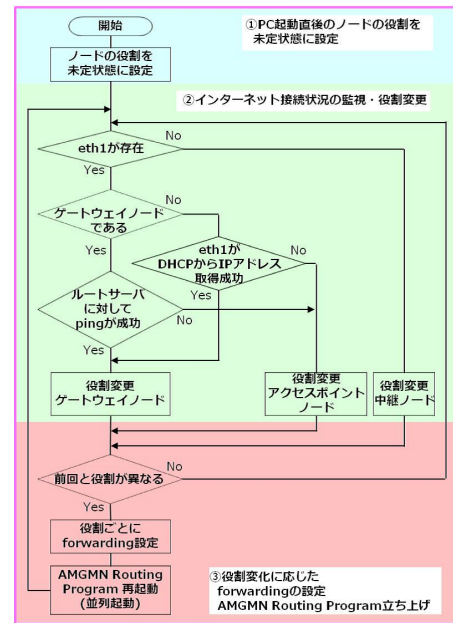 開始
①PC起動直後のノードの役割を
未定状態に設定
ノードの役割を
未定状態に設定
②インターネット接続状況の監視・役割変更
eth1が存在
No
Yes
ゲートウェイノード
である
No
Yes
eth1が
DHCPからIPアドレス
取得成功
No
Yes
ルートサーバ
に対して
pingが成功
No
Yes
役割変更
ゲートウェイノード
役割変更
アクセスポイント
ノード
役割変更
中継ノード
前回と役割が異なる
No
Yes
役割ごとに
forwarding設定
AMGMN Routing
Program 再起動
(並列起動)
③役割変化に応じた
forwardingの設定
AMGMN Routing Program立ち上げ